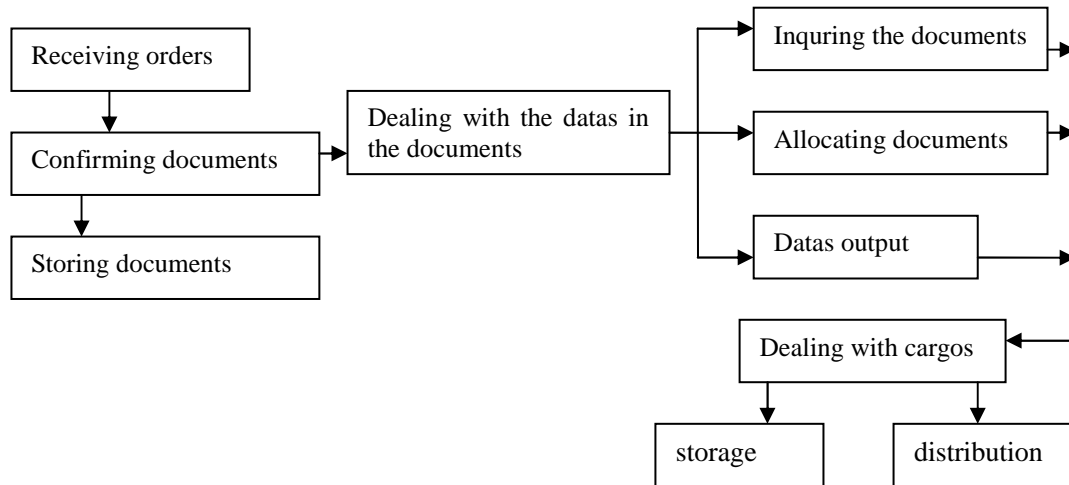 Receiving orders
Confirming documents
Storing documents
Dealing with the datas in
the documents
Inquring the documents
Allocating documents
Datas output
Dealing with cargos
storage
distribution